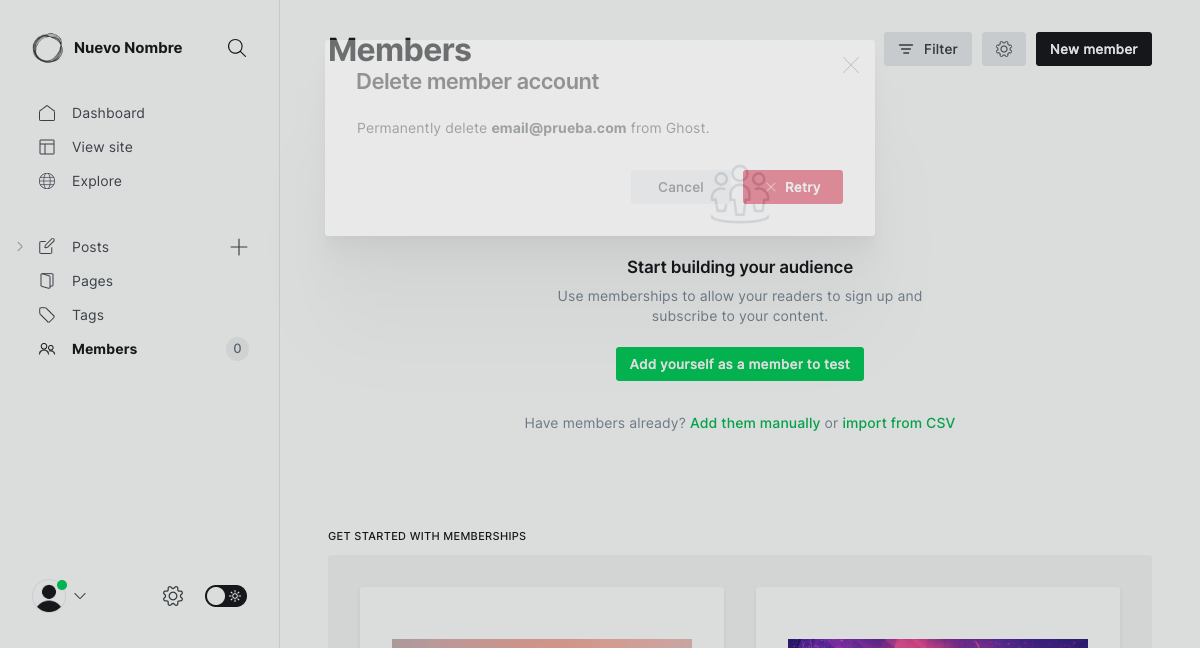 Nuevo Nombre
Dashboard
View site
Explore
Posts
Pages
Tags
Members
0
Members
Filter
New member
Delete member account
Permanently delete email@prueba.com from Ghost.
Cancel
Retry
Start building your audience
Use memberships to allow your readers to sign up and
subscribe to your content.
Add yourself as a member to test
Have members already? Add them manually or import from CSV
GET STARTED WITH MEMBERSHIPS